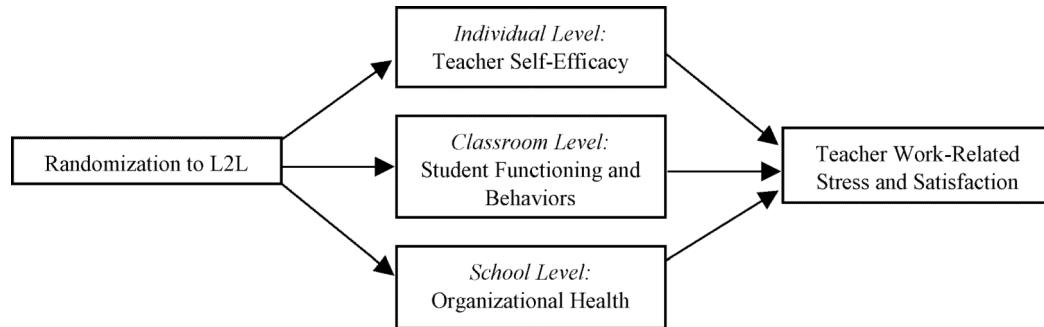 Individual Level:
Teacher Self-Efficacy
Randomization to L2L
Classroom Level:
Student Functioning and
Behaviors
School Level:
Organizational Health
Teacher Work-Related
Stress and Satisfaction